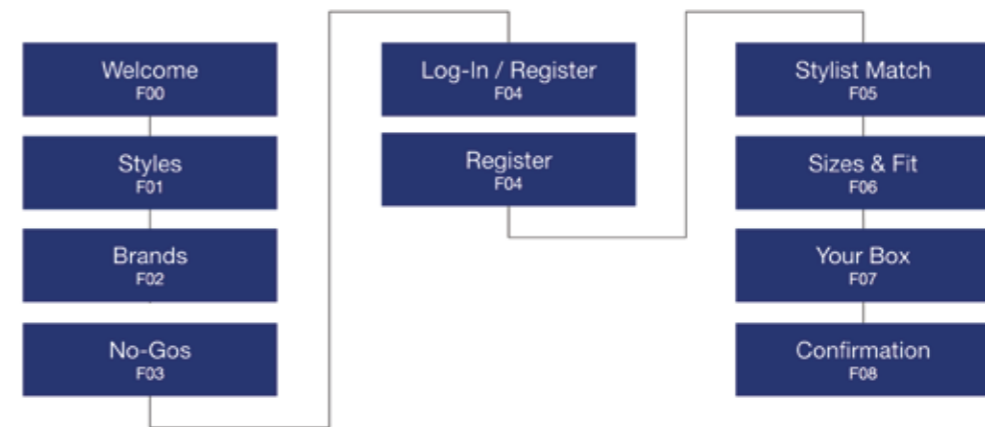 Welcome
F00
Styles
F01
Brands
F02
No-Gos
F03
Log-In / Register
F04
Register
F04
Stylist Match
F05
Sizes & Fit
F06
Your Box
F07
Confirmation
F08